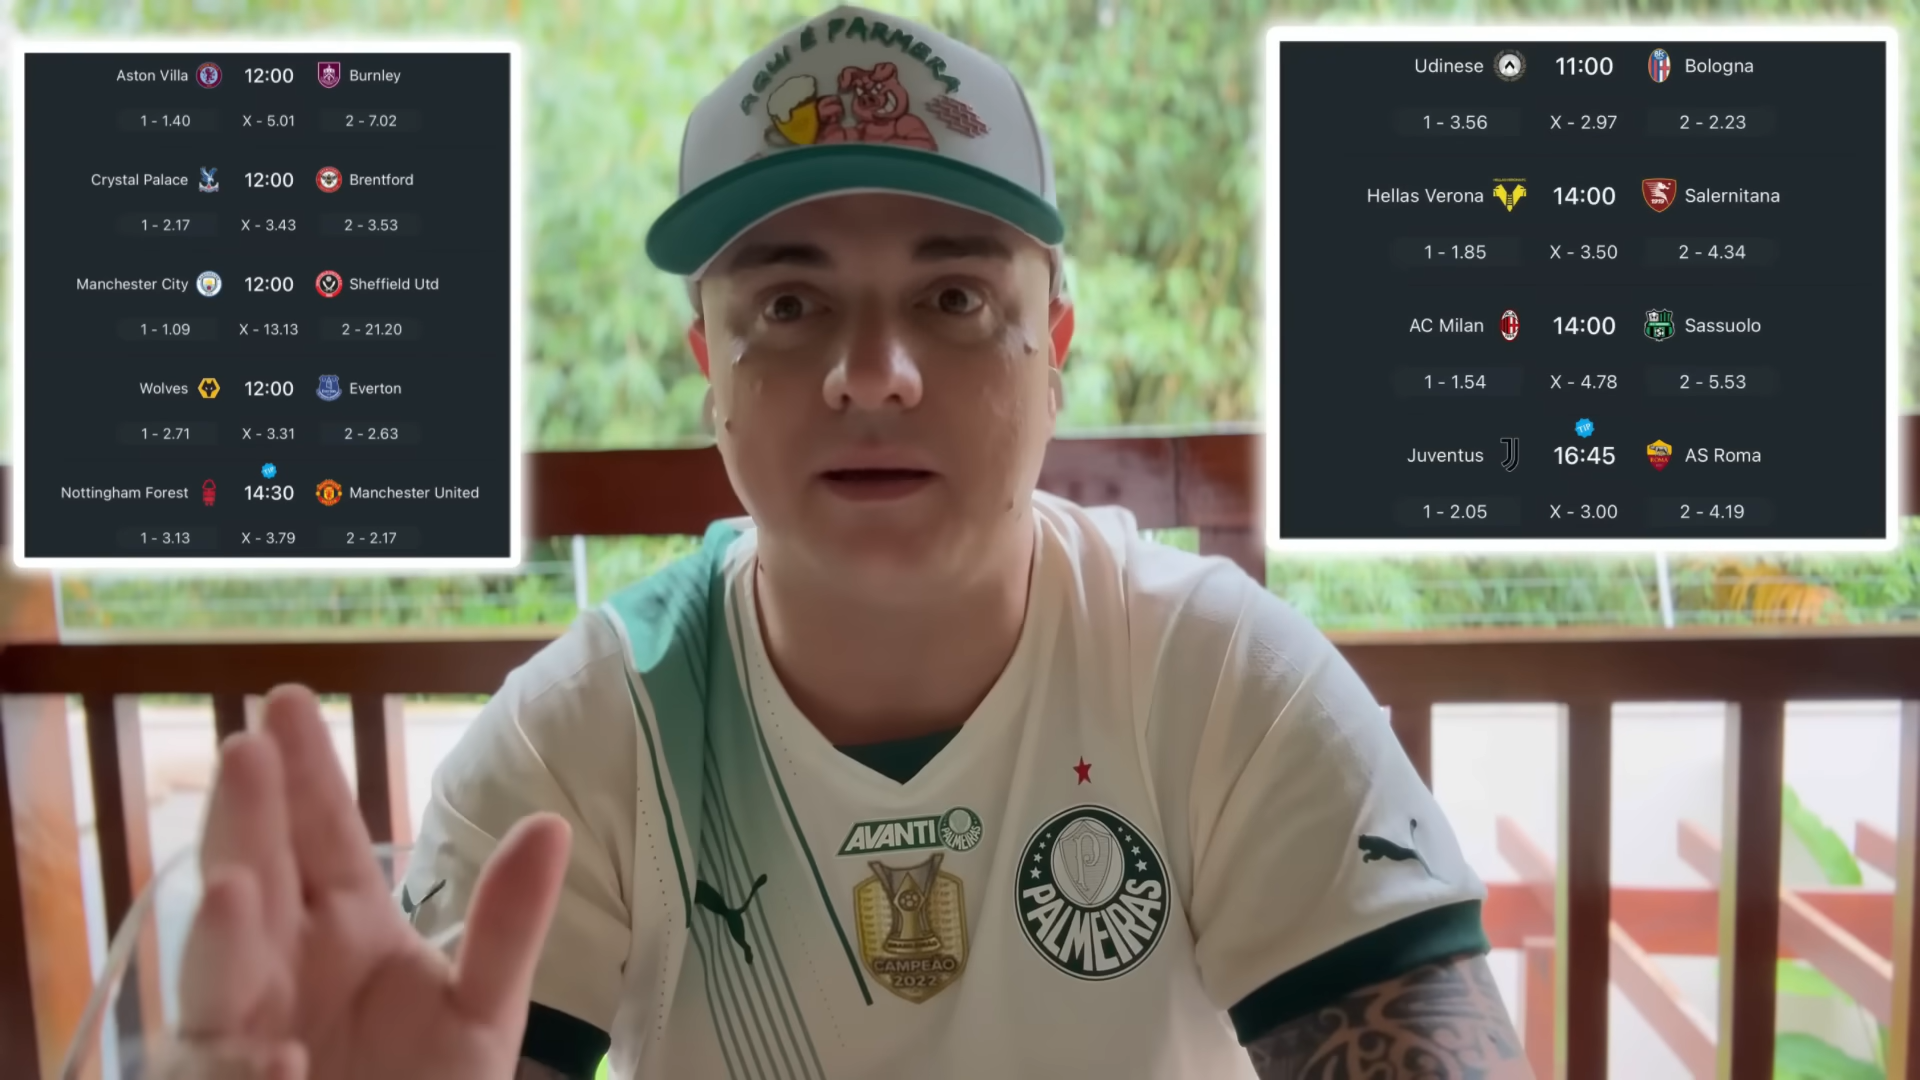 Aston Villa 12:00 Burnley
1 - 1.40 X - 5.01 2 - 7.02
Crystal Palace 12:00 Brentford
1 - 2.17 X - 3.43 2 - 3.53
Manchester City 12:00 Sheffield Utd
1 - 1.09 X - 13.13 2 - 21.20
Wolves 12:00 Everton
1 - 2.71 X - 3.31 2 - 2.63
TIP
Nottingham Forest 14:30 Manchester United
1 - 3.13 X - 3.79 2 - 2.17
AQUI É PARMERA
Udinese 11:00 Bologna
1 - 3.56 X - 2.97 2 - 2.23
Hellas Verona 14:00 Salernitana
1 - 1.85 X - 3.50 2 - 4.34
AC Milan 14:00 Sassuolo
1 - 1.54 X - 4.78 2 - 5.53
TIP
Juventus 16:45 AS Roma
1 - 2.05 X - 3.00 2 - 4.19
AVANTI
PALMEIRAS
CAMPEÃO
2022
P
PALMEIRAS